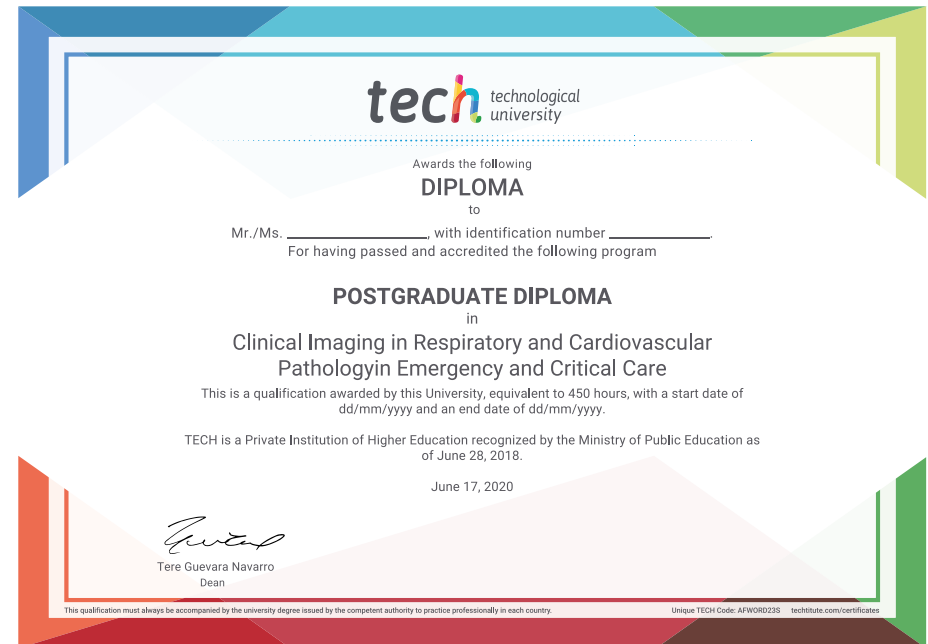 tech technological
university
Awards the following
DIPLOMA
to
Mr./Ms. ____________________, with identification number ______________.
For having passed and accredited the following program
POSTGRADUATE DIPLOMA
in
Clinical Imaging in Respiratory and Cardiovascular
Pathologyin Emergency and Critical Care
This is a qualification awarded by this University, equivalent to 450 hours, with a start date of
dd/mm/yyyy and an end date of dd/mm/yyyy.
TECH is a Private Institution of Higher Education recognized by the Ministry of Public Education as
of June 28, 2018.
June 17, 2020
Tere Guevara Navarro
Dean
This qualification must always be accompanied by the university degree issued by the competent authority to practice professionally in each country. Unique TECH Code: AFWORD23S techtitute.com/certificates